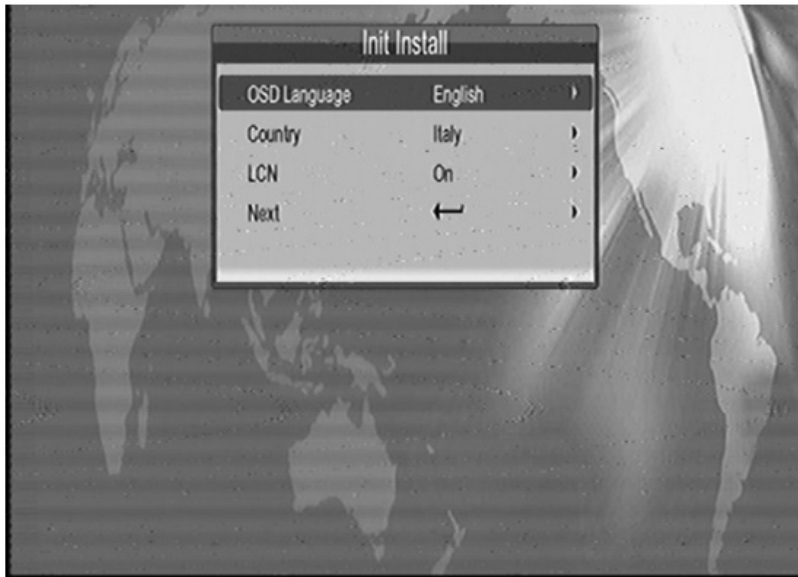 Init Install
OSD Language English
Country Italy
LCN On
Next